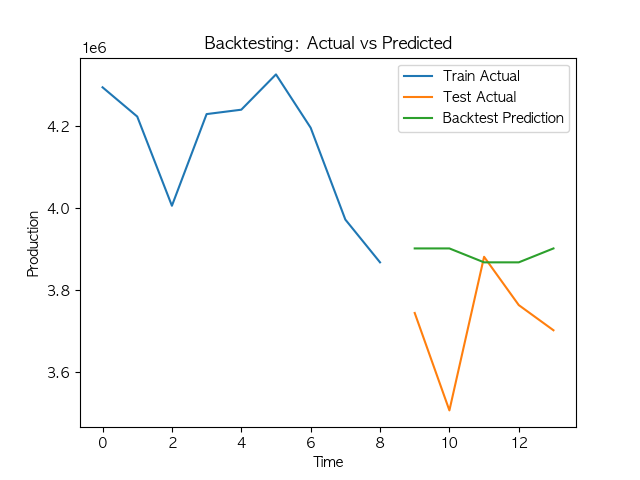 Backtesting: Actual vs Predicted
1e6
Train Actual
Test Actual
Backtest Prediction
4.2
4.0
3.8
3.6
Production
0 2 4 6 8 10 12
Time